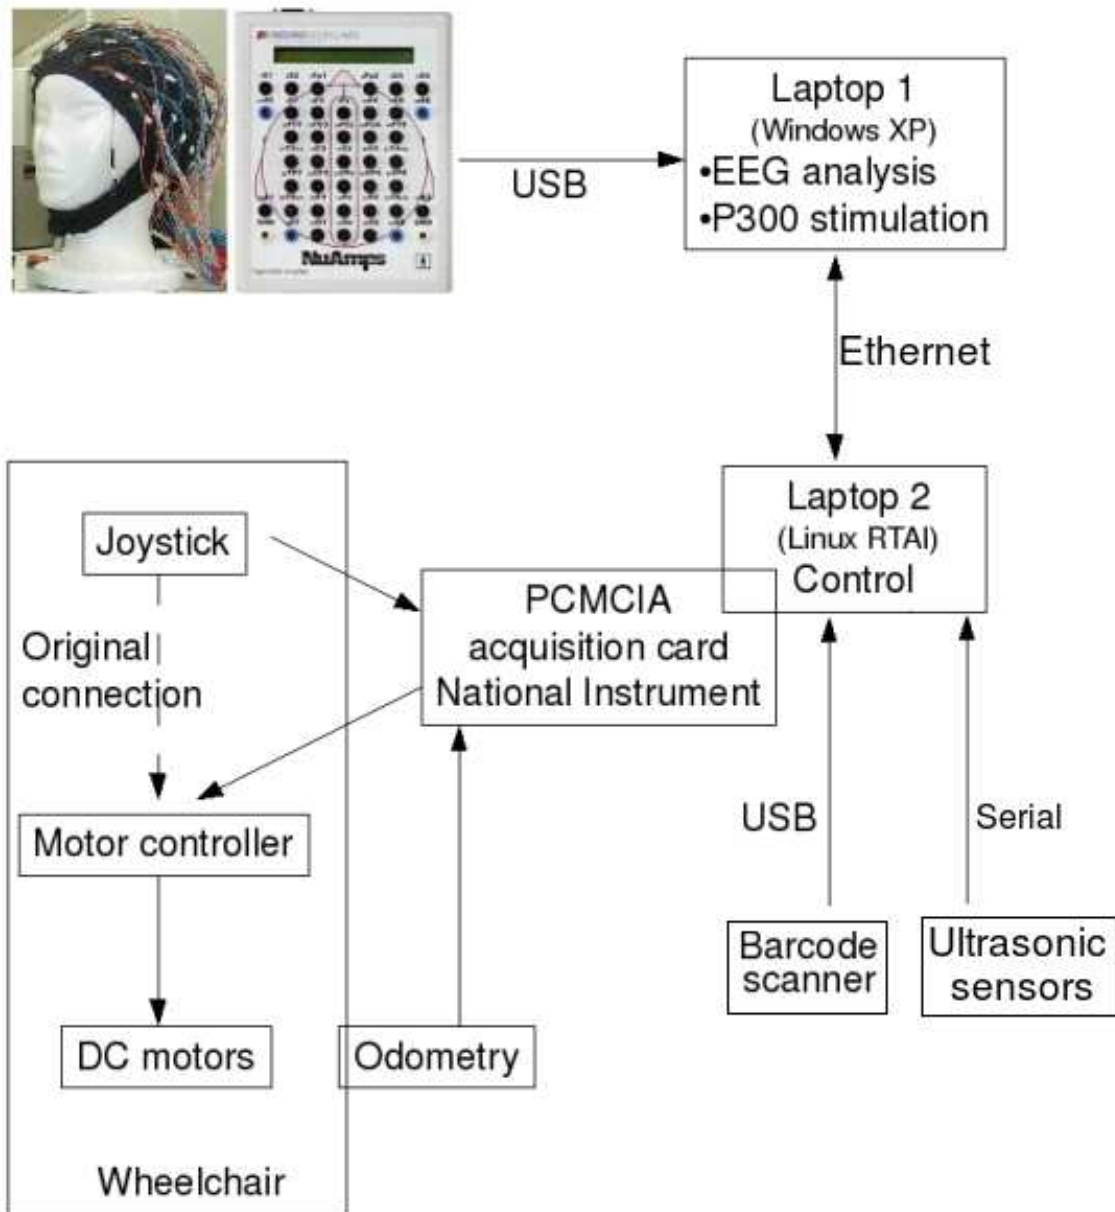 NuAmps
USB
Laptop 1
(Windows XP)
•EEG analysis
•P300 stimulation
Ethernet
Laptop 2
(Linux RTAI)
Control
Joystick
PCMCIA
acquisition card
National Instrument
Original
connection
Motor controller
USB
Serial
Barcode
scanner
Ultrasonic
sensors
DC motors
Odometry
Wheelchair